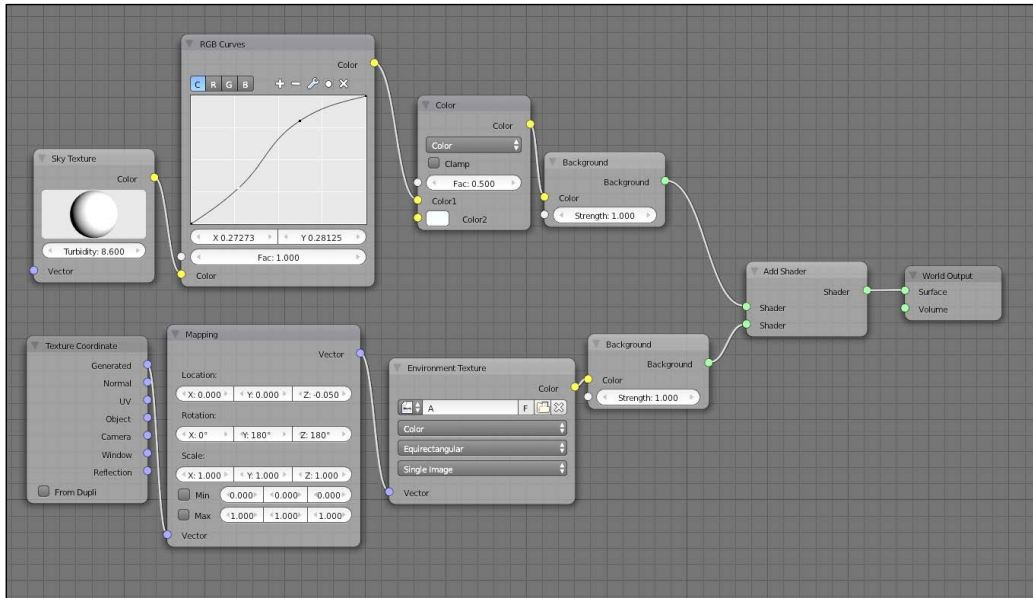 RGB Curves
Color
C R G B
X 0.27273 Y 0.28125
Fac: 1.000
Color
Sky Texture
Color
Turbidity: 8.600
Vector
Color
Color
Color
Clamp
Fac: 0.500
Color1
Color2
Background
Background
Color
Strength: 1.000
Add Shader
Shader
Shader
Shader
World Output
Surface
Volume
Texture Coordinate
Generated
Normal
UV
Object
Camera
Window
Reflection
From Dupli
Mapping
Vector
Location:
X: 0.000 Y: 0.000 Z: -0.050
Rotation:
X: 0° Y: 180° Z: 180°
Scale:
X: 1.000 Y: 1.000 Z: 1.000
Min 0.000 0.000 0.000
Max 1.000 1.000 1.000
Vector
Environment Texture
Color
A F
Color
Equirectangular
Single Image
Vector
Background
Background
Color
Strength: 1.000